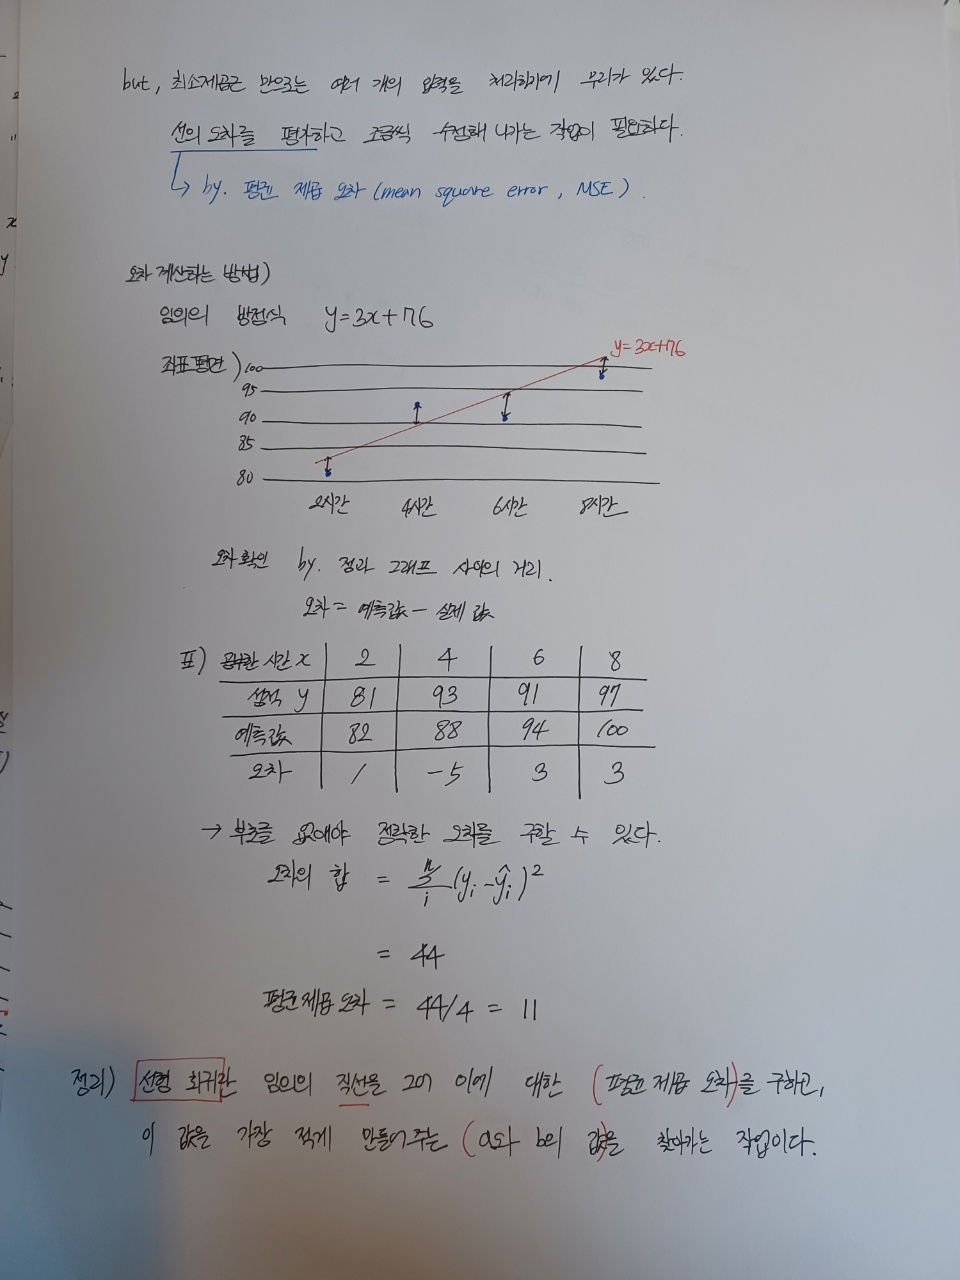 but, 최소제곱근 만으로는 여러 개의 입력을 처리하기에 무리가 있다.
선의 오차를 평가하고 조금씩 수정해 나가는 작업이 필요하다.
↳ by. 평균 제곱 오차 (mean square error, MSE).
오차 계산하는 방법)
임의의 방정식 y=3x+76
좌표평면)
y=3x+76
100
95
90
85
80
2시간 4시간 6시간 8시간
오차 확인 by. 점과 그래프 사이의 거리.
오차 = 예측값 - 실제 값
표) 공부한 시간 x 2 4 6 8
성적 y 81 93 91 97
예측값 82 88 94 100
오차 1 -5 3 3
→ 부호를 없애야 정확한 오차를 구할 수 있다.
오차의 합 = Σ n i (yi - ŷi)²
= 44
평균 제곱 오차 = 44/4 = 11
정리) 선형 회귀란 임의의 직선을 그어 이에 대한 (평균 제곱 오차)를 구하고,
이 값을 가장 적게 만들어주는 (a와 b의 값)을 찾아가는 작업이다.